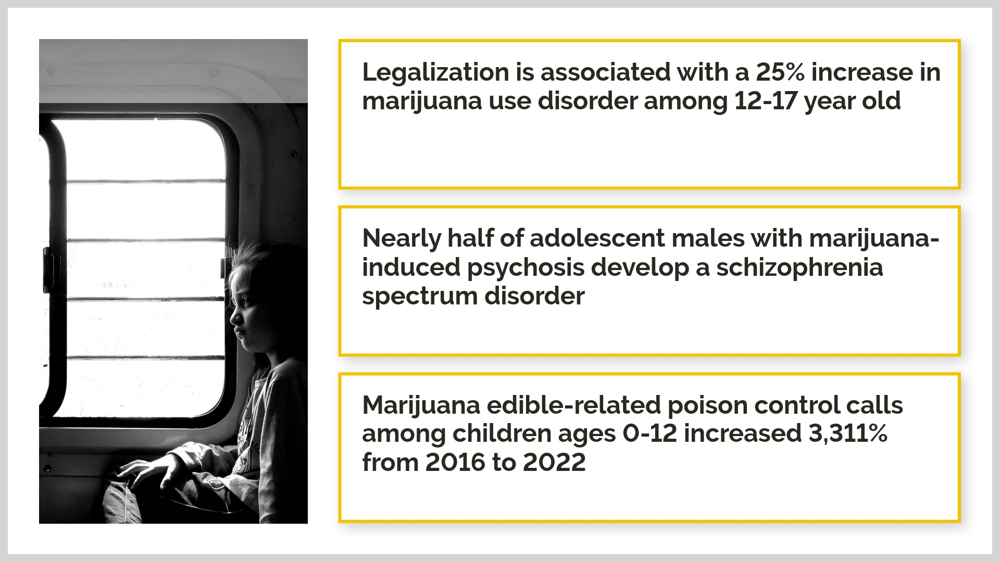 Legalization is associated with a 25% increase in
marijuana use disorder among 12-17 year old
Nearly half of adolescent males with marijuana-
induced psychosis develop a schizophrenia
spectrum disorder
Marijuana edible-related poison control calls
among children ages 0-12 increased 3,311%
from 2016 to 2022